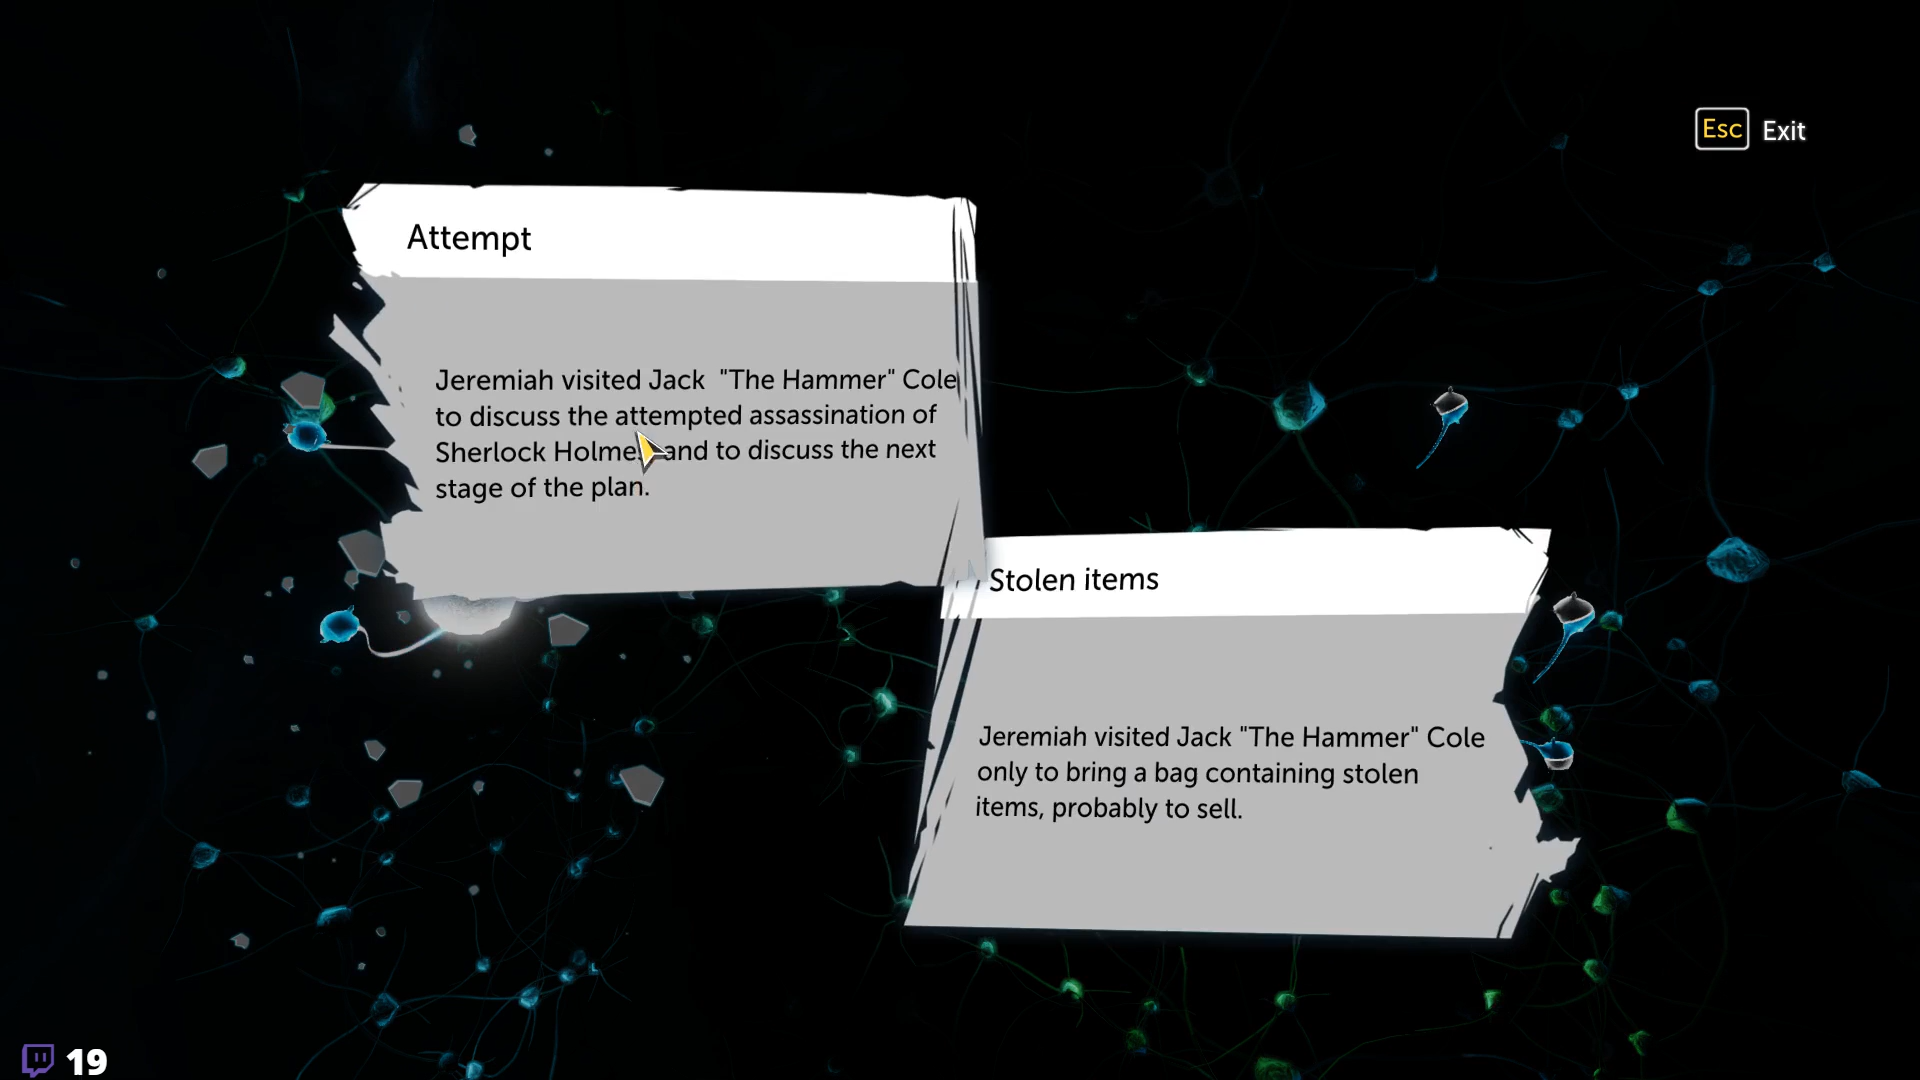 Esc Exit
Attempt
Jeremiah visited Jack "The Hammer" Cole
to discuss the attempted assassination of
Sherlock Holmes and to discuss the next
stage of the plan.
Stolen items
Jeremiah visited Jack "The Hammer" Cole
only to bring a bag containing stolen
items, probably to sell.
19